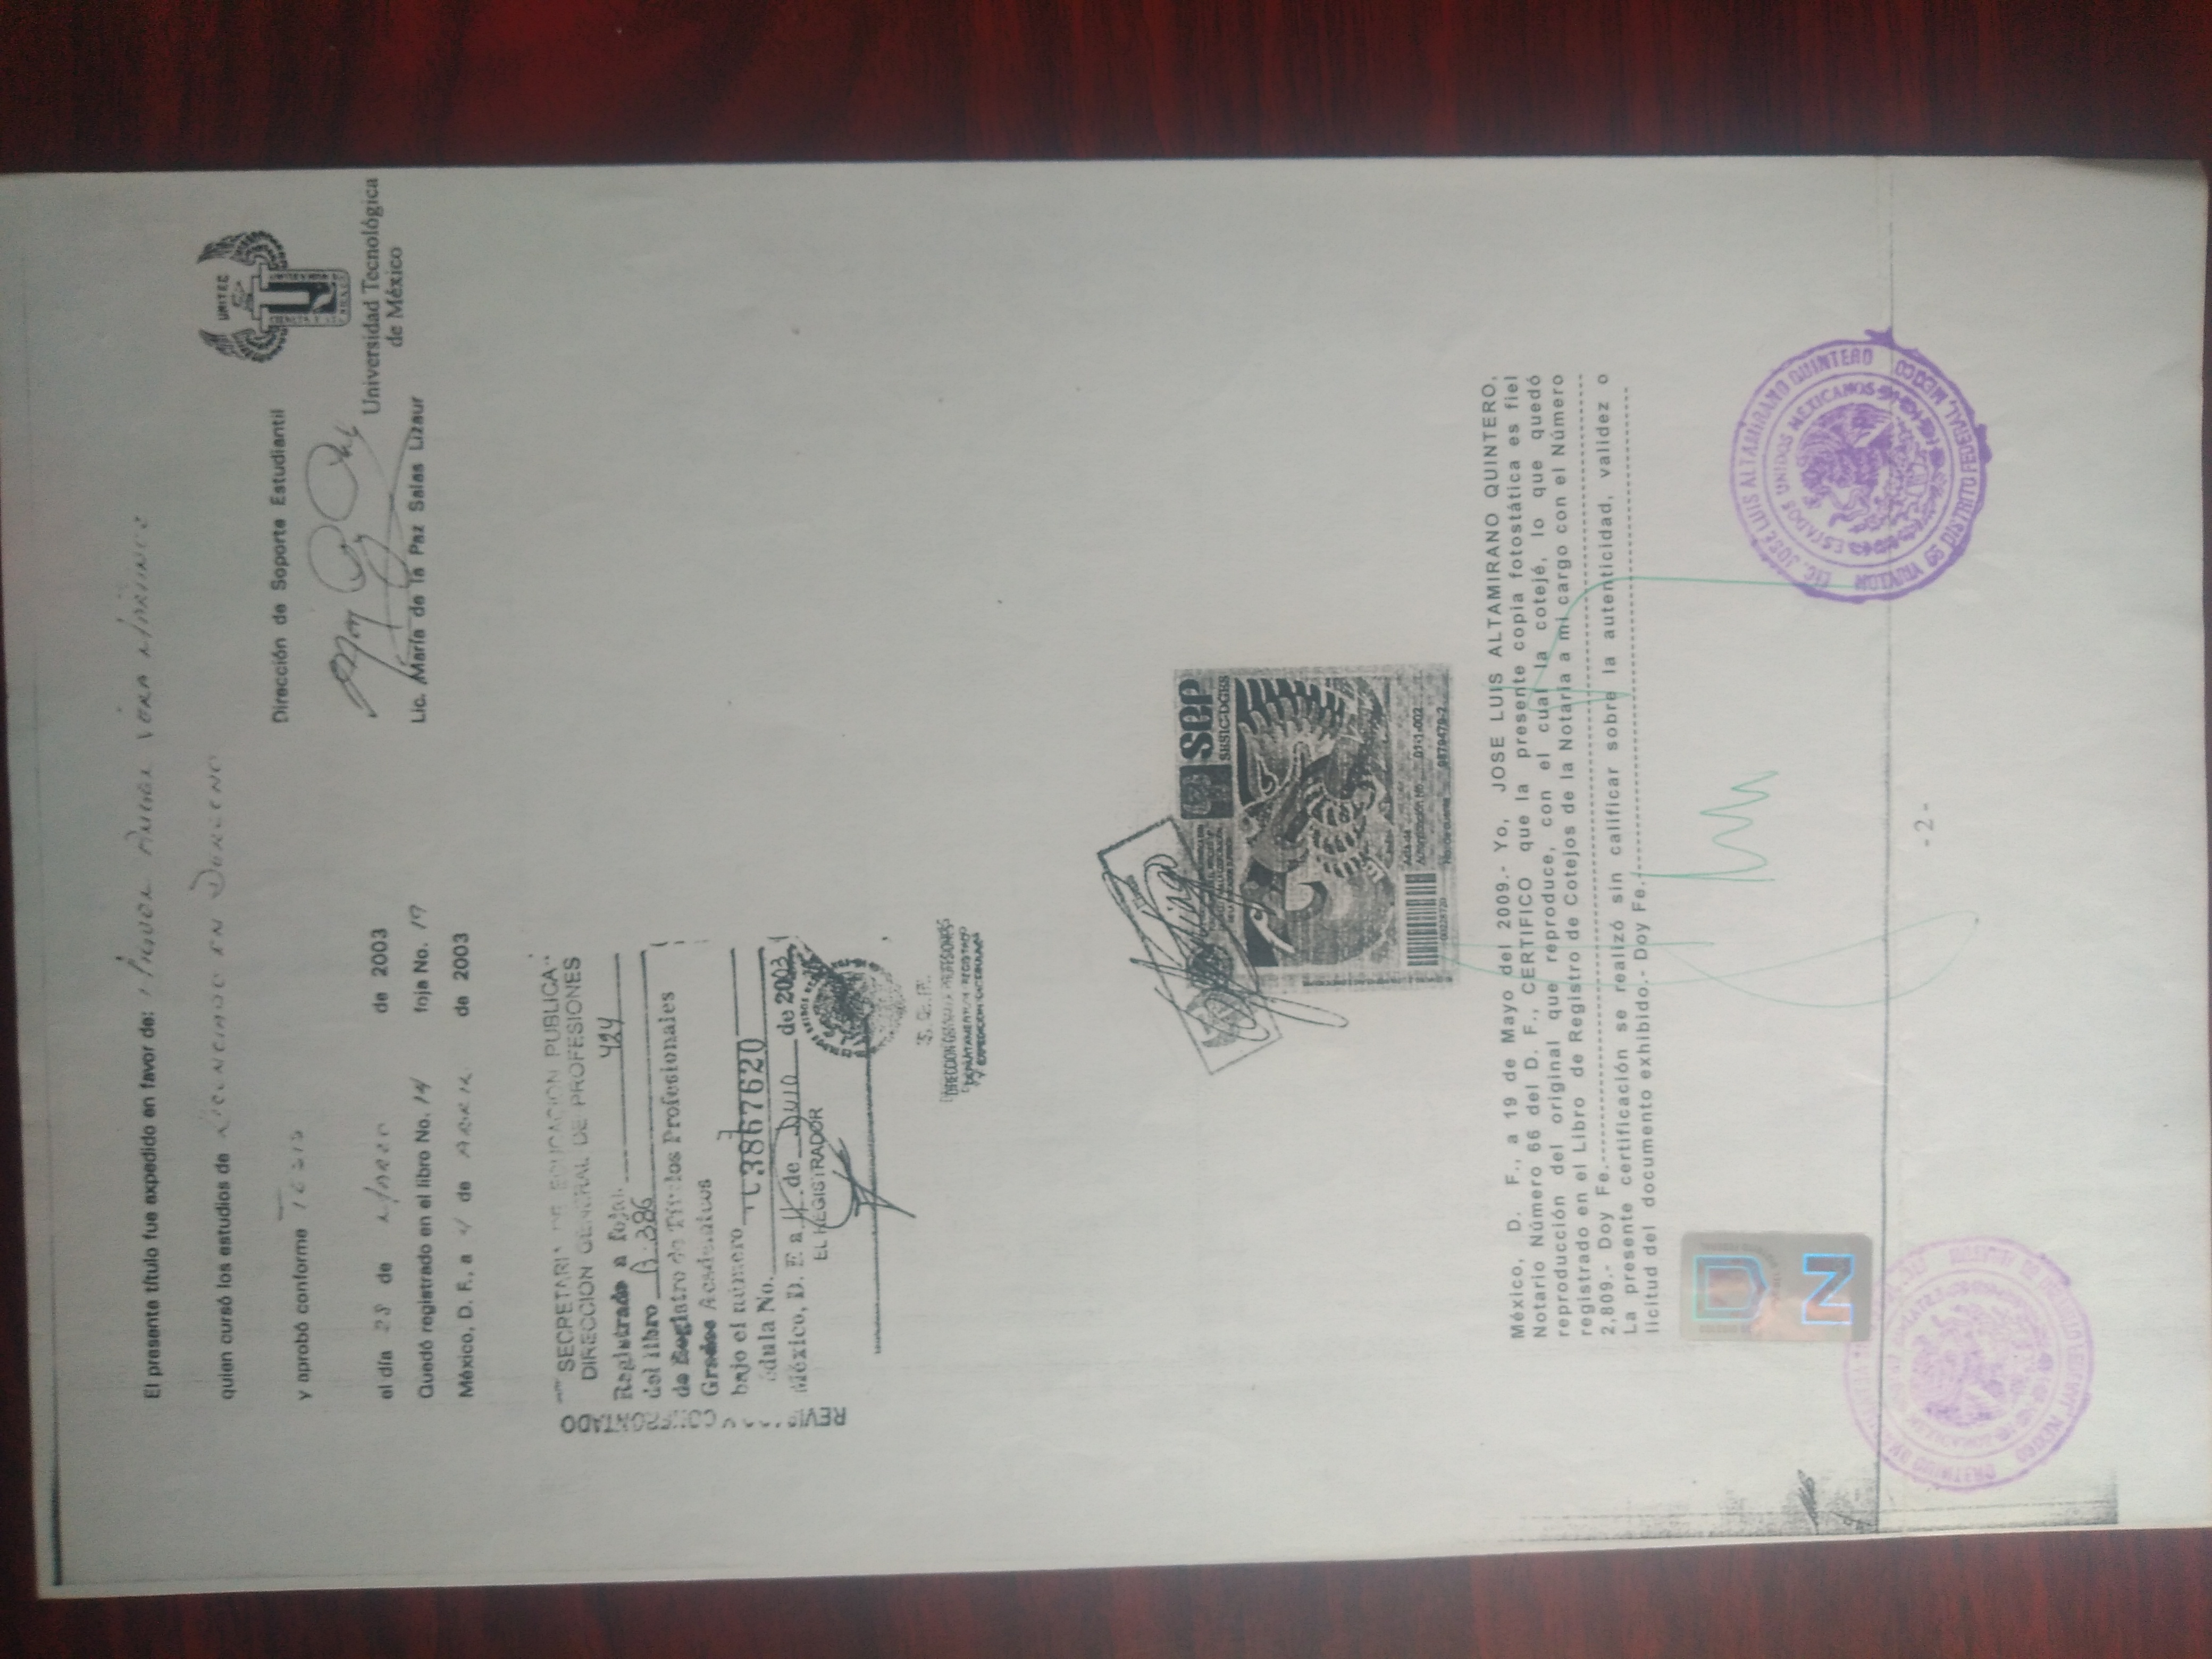 El presente título fue expedido en favor de: Miguel Angel Vera Martinez
quien cursó los estudios de Licenciado en Derecho
y aprobó conforme Tesis
el día 28 de Marzo de 2003
Quedó registrado en el libro No. 14 foja No. 19
México, D. F., a 4 de Abril de 2003
Dirección de Soporte Estudiantil
Lic. María de la Paz Salas Lizaur
UNITEC
Universidad Tecnológica
de México
REVISADO Y CONFRONTADO
SECRETARIA DE EDUCACION PUBLICA
DIRECCION GENERAL DE PROFESIONES
Registrado a fojas 424
del libro A-386
de Registro de Títulos Profesionales
Grados Academicos
bajo el número 7
édula No. 3867620
México, D. F. a 11 de de 2003
EL REGISTRADOR
S.E.P.
DIRECCION GENERAL DE PROFESIONES
DEPARTAMENTO DE REGISTRO
Y EXPEDICION DE CEDULAS
SEP
SESIC-DGES
Acta de
Autenticación No. 01-1-002
00228720
No. de cuenta 9879479-2
México, D. F., a 19 de Mayo del 2009.- Yo, JOSE LUIS ALTAMIRANO QUINTERO,
Notario Número 66 del D. F., CERTIFICO que la presente copia fotostática es fiel
reproducción del original que reproduce, con el cual la cotejé, lo que quedó
registrado en el Libro de Registro de Cotejos de la Notaría a mi cargo con el Número
2,809.- Doy Fe.-----------------------------------------------------------------
La presente certificación se realizó sin calificar sobre la autenticidad, validez o
licitud del documento exhibido.- Doy Fe.----------------------------------------
N
LIC. JOSE LUIS ALTAMIRANO QUINTERO
ESTADOS UNIDOS MEXICANOS
NOTARIA 66 DISTRITO FEDERAL, MEXICO
- 2 -